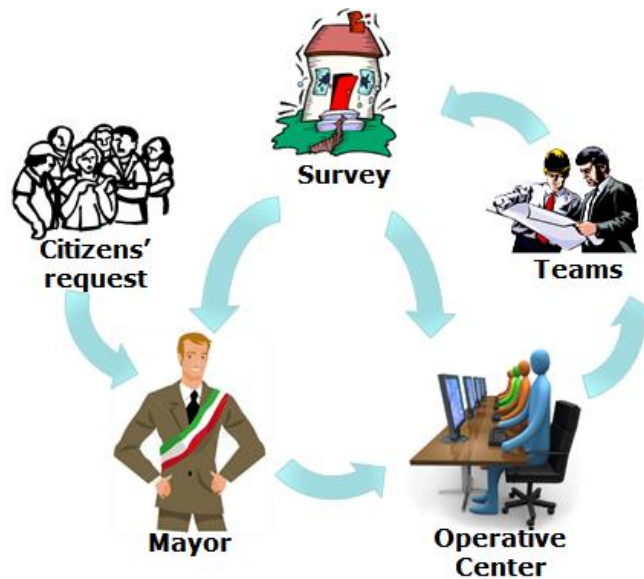 Survey
Citizens'
request
Teams
Mayor
Operative
Center